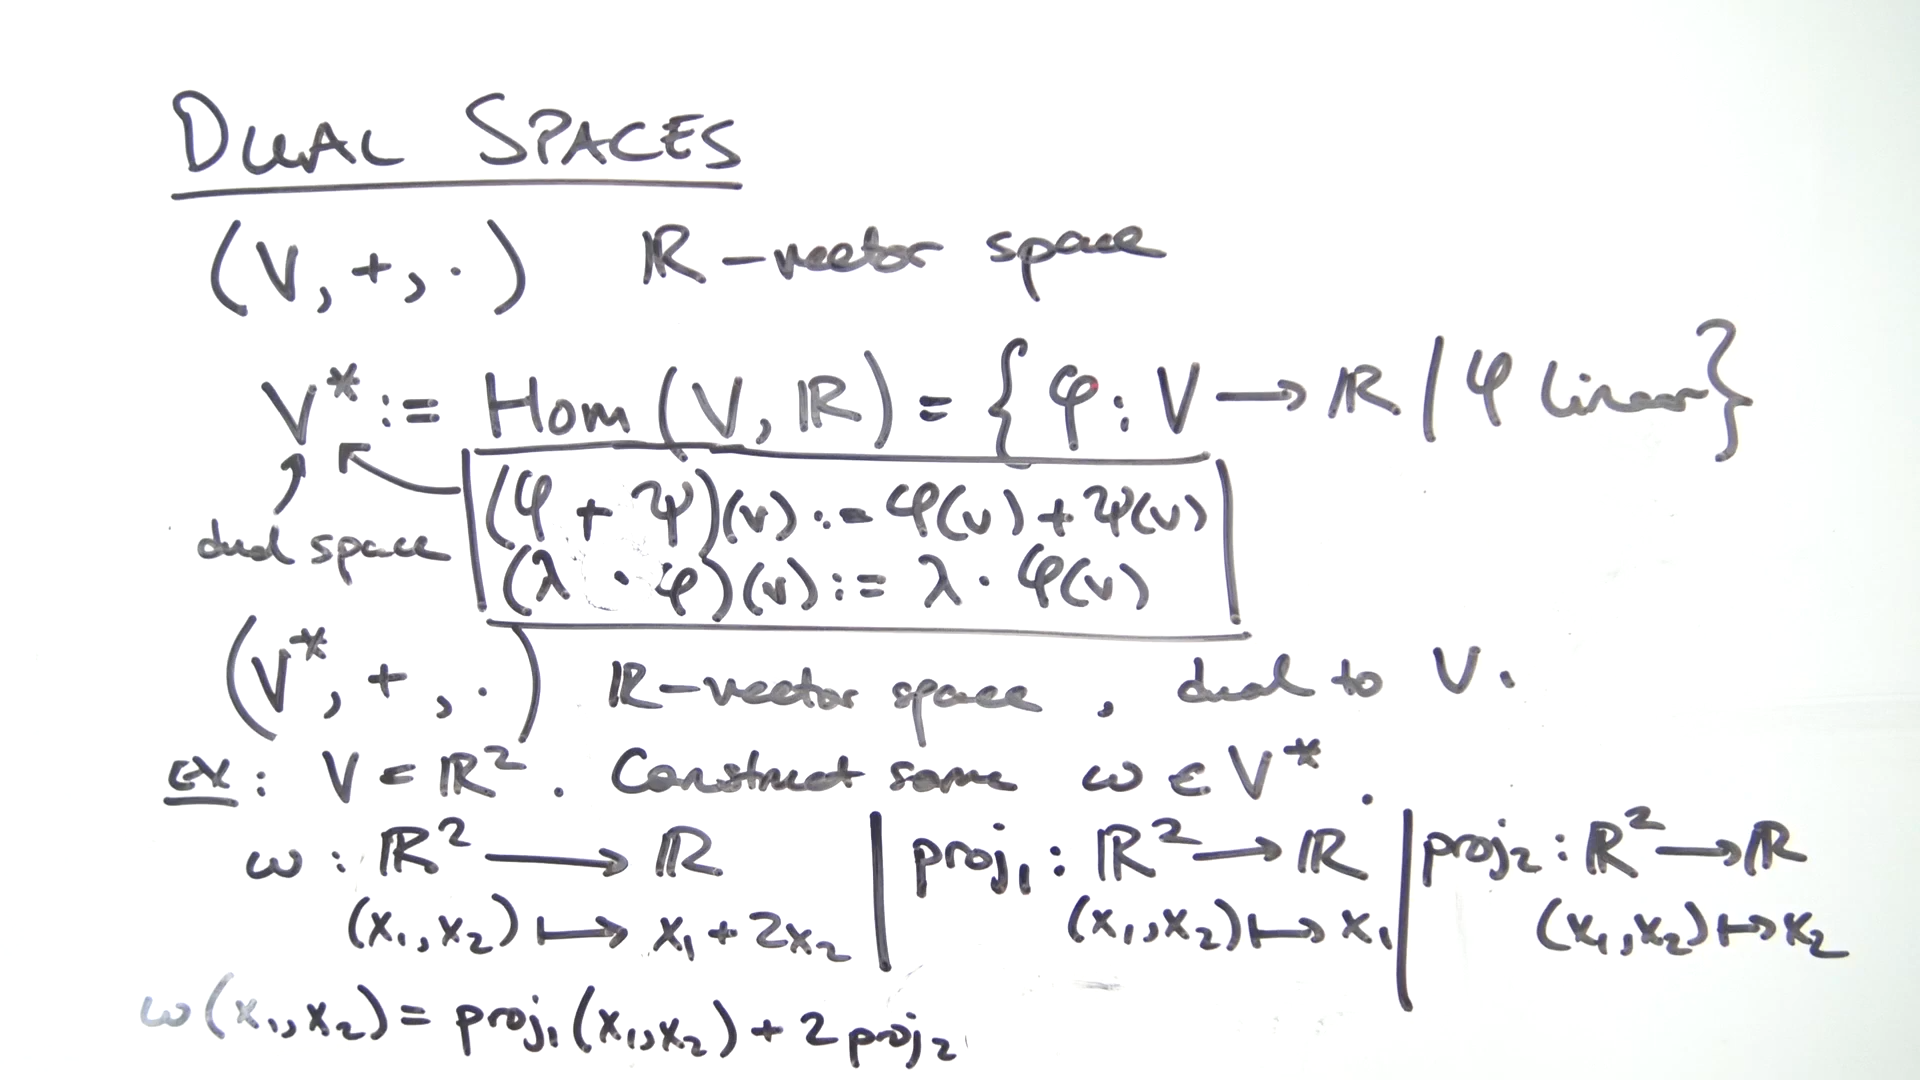 DUAL SPACES
(V, +, ·) ℝ-vector space
V* := Hom(V, ℝ) = {φ : V → ℝ | φ linear}
(φ + ψ)(v) := φ(v) + ψ(v)
dual space
(λ · φ)(v) := λ · φ(v)
(V*, +, ·) ℝ-vector space, dual to V.
EX: V = ℝ². Construct some ω ∈ V*.
ω : ℝ² → ℝ | proj₁ : ℝ² → ℝ | proj₂ : ℝ² → ℝ
(x₁, x₂) ↦ x₁ + 2x₂ | (x₁, x₂) ↦ x₁ | (x₁, x₂) ↦ x₂
ω(x₁, x₂) = proj₁(x₁, x₂) + 2 proj₂